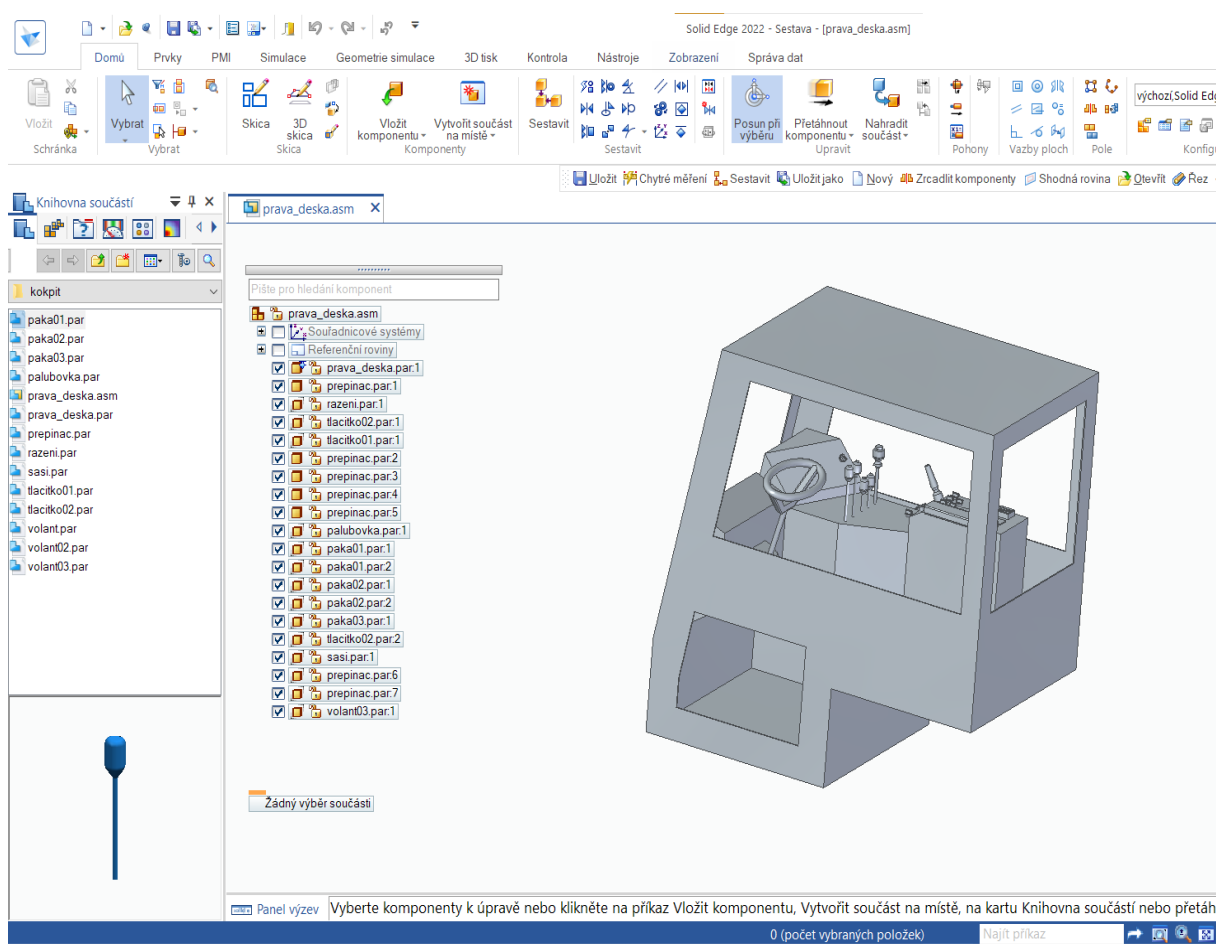 Solid Edge 2022 - Sestava - [prava_deska.asm]
Domů Prvky PMI Simulace Geometrie simulace 3D tisk Kontrola Nástroje Zobrazení Správa dat
Vložit
Schránka
Vybrat
Vybrat
Skica
3D skica
Skica
Vložit komponentu
Vytvořit součást na místě
Komponenty
Sestavit
Sestavit
Posun při výběru
Přetáhnout komponentu
Nahradit součást
Upravit
Pohony
Vazby ploch
Pole
výchozí,Solid Edg
Konfig
Uložit Chytré měření Sestavit Uložit jako Nový Zrcadlit komponenty Shodná rovina Otevřít Řez
Knihovna součástí
kokpit
paka01.par
paka02.par
paka03.par
palubovka.par
prava_deska.asm
prava_deska.par
prepinac.par
razeni.par
sasi.par
tlacitko01.par
tlacitko02.par
volant.par
volant02.par
volant03.par
prava_deska.asm
Pište pro hledání komponent
prava_deska.asm
Souřadnicové systémy
Referenční roviny
prava_deska.par:1
prepinac.par:1
razeni.par:1
tlacitko02.par:1
tlacitko01.par:1
prepinac.par:2
prepinac.par:3
prepinac.par:4
prepinac.par:5
palubovka.par:1
paka01.par:1
paka01.par:2
paka02.par:1
paka02.par:2
paka03.par:1
tlacitko02.par:2
sasi.par:1
prepinac.par:6
prepinac.par:7
volant03.par:1
Žádný výběr součásti
Panel výzev Vyberte komponenty k úpravě nebo klikněte na příkaz Vložit komponentu, Vytvořit součást na místě, na kartu Knihovna součástí nebo přetáh
0 (počet vybraných položek) Najít příkaz